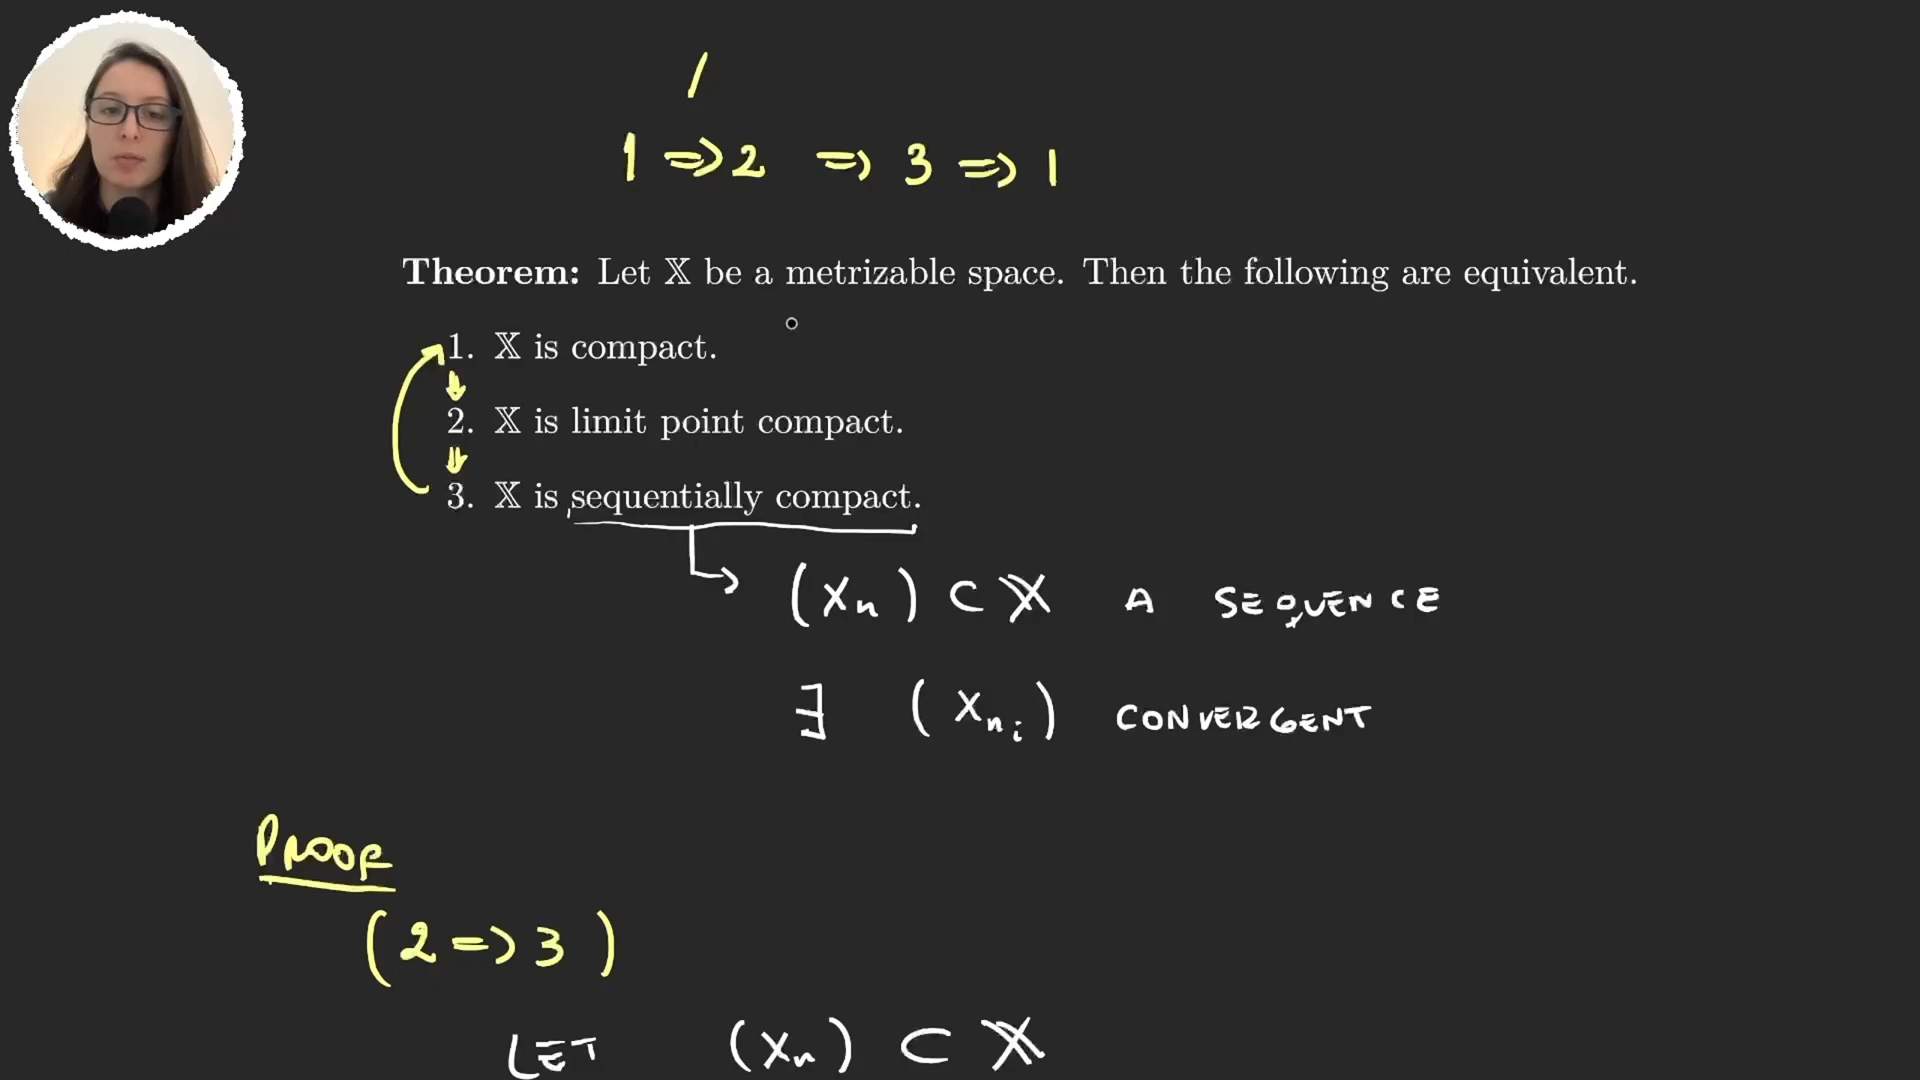 /
1 => 2 => 3 => 1
Theorem: Let 𝕏 be a metrizable space. Then the following are equivalent.
1. 𝕏 is compact.
2. 𝕏 is limit point compact.
3. 𝕏 is sequentially compact.
(xₙ) ⊂ 𝕏 A SEQUENCE
∃ (xₙᵢ) CONVERGENT
PROOF
(2 => 3)
LET (xₙ) ⊂ 𝕏